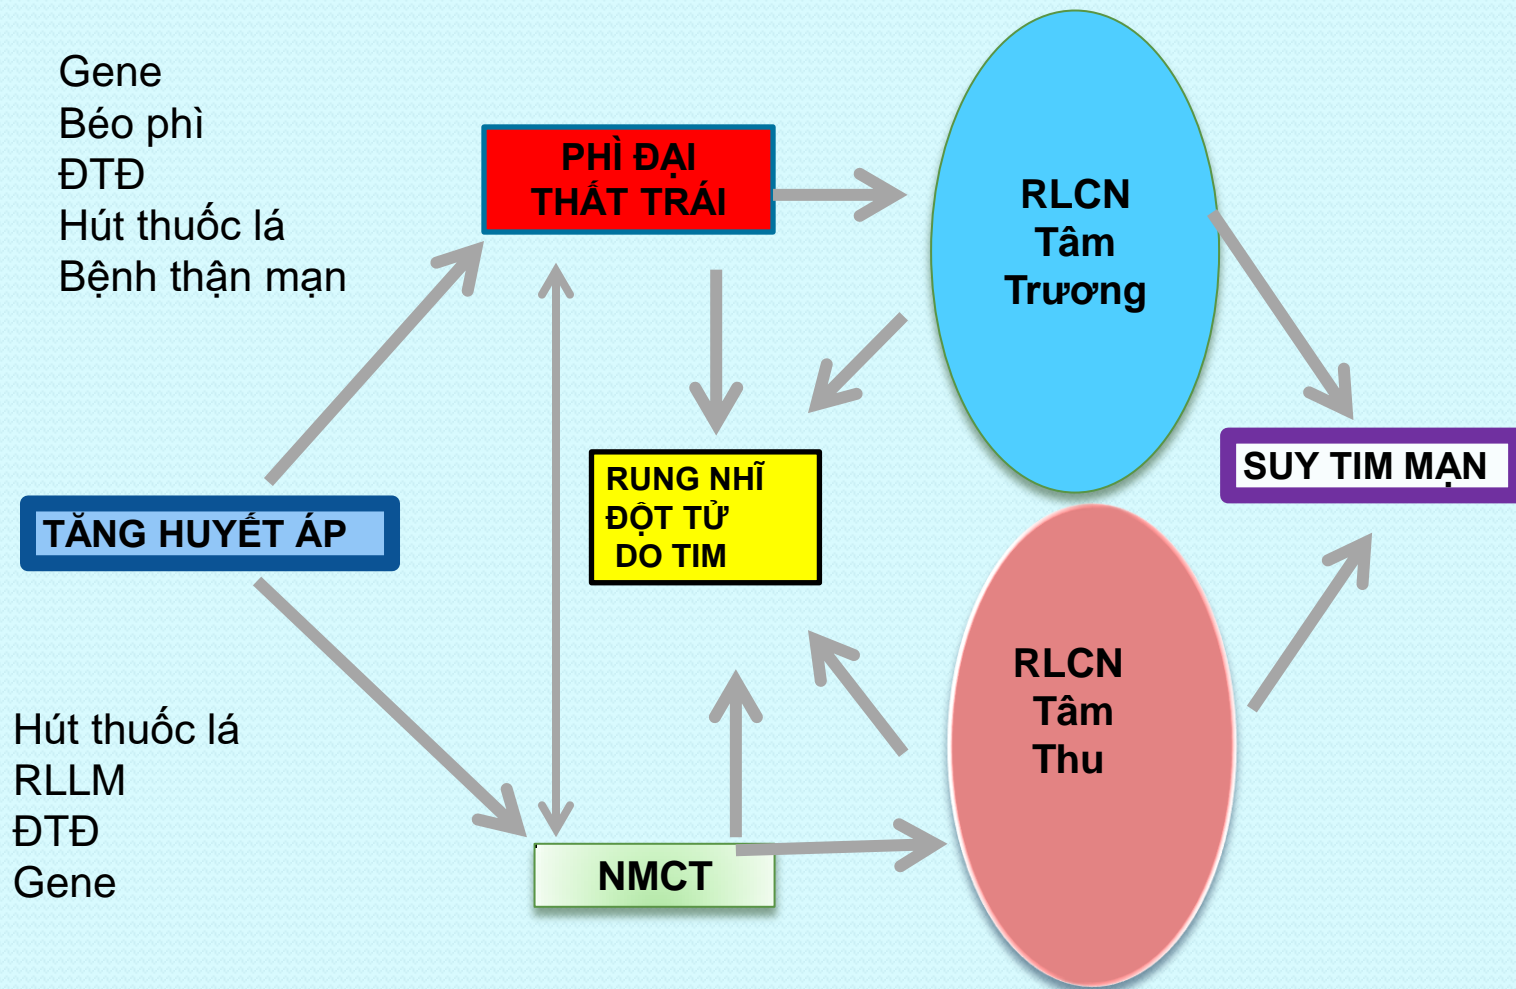 Gene
Béo phì
ĐTĐ
Hút thuốc lá
Bệnh thận mạn
PHÌ ĐẠI
THẤT TRÁI
RLCN
Tâm
Trương
RUNG NHĨ
ĐỘT TỬ
DO TIM
SUY TIM MẠN
TĂNG HUYẾT ÁP
RLCN
Tâm
Thu
Hút thuốc lá
RLLM
ĐTĐ
Gene
NMCT